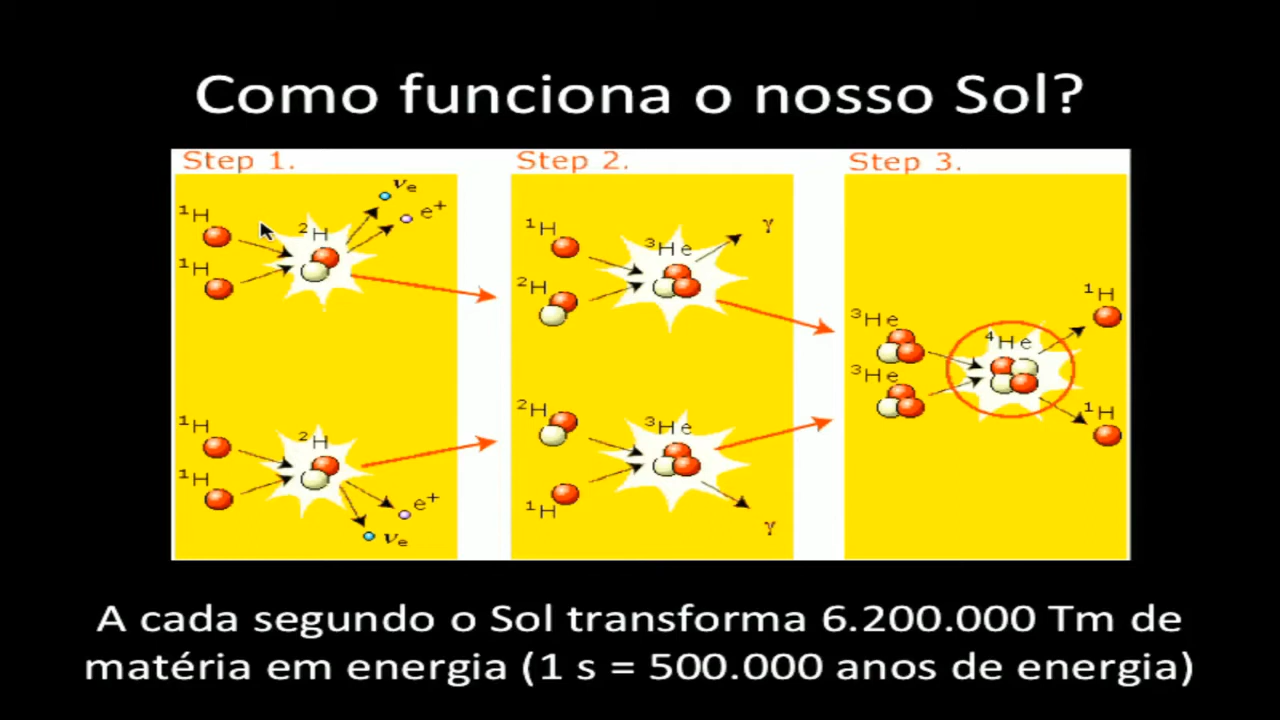 Como funciona o nosso Sol?
Step 1.
¹H
¹H
²H
νe
e⁺
¹H
¹H
²H
e⁺
νe
Step 2.
¹H
²H
³He
γ
²H
¹H
³He
γ
Step 3.
³He
³He
⁴He
¹H
¹H
A cada segundo o Sol transforma 6.200.000 Tm de
matéria em energia (1 s = 500.000 anos de energia)